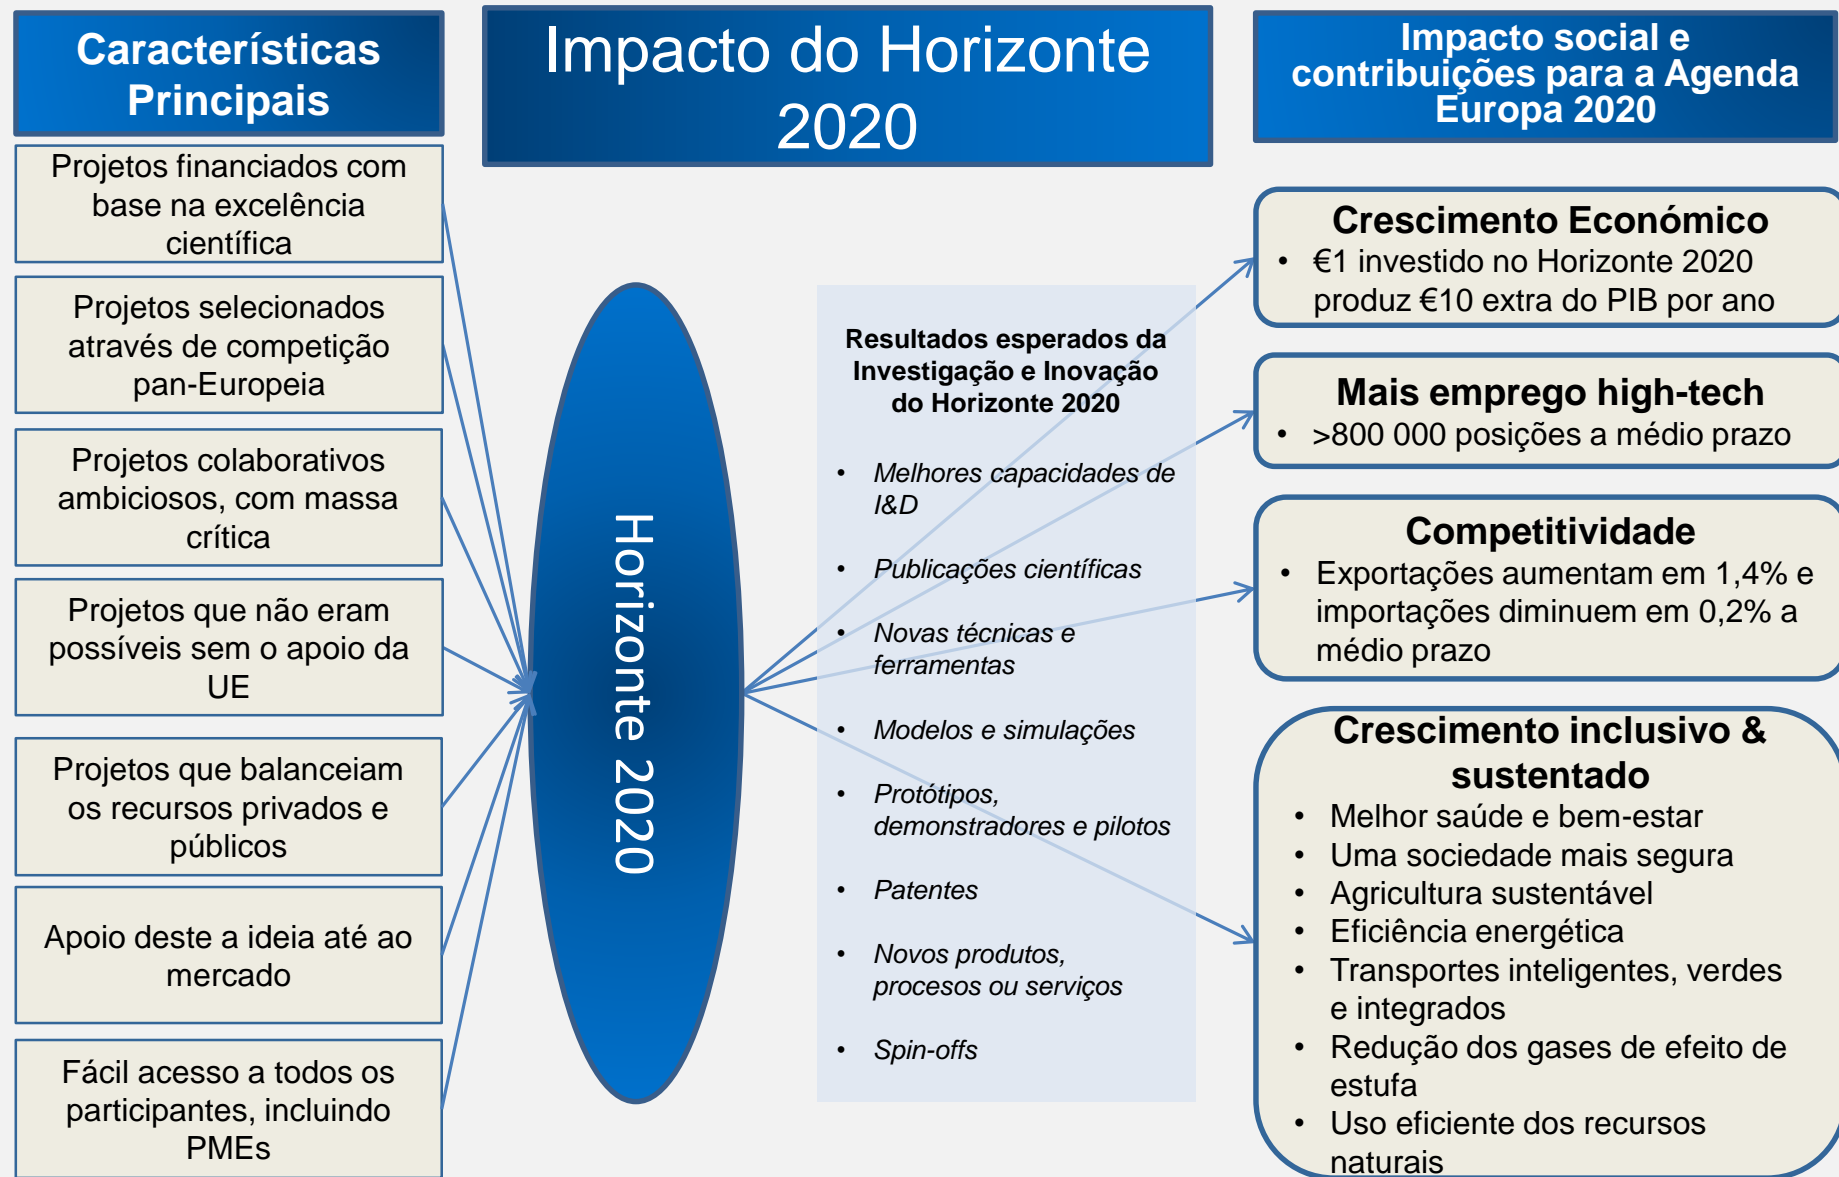 Características
Principais
Projetos financiados com
base na excelência
científica
Projetos selecionados
através de competição
pan-Europeia
Projetos colaborativos
ambiciosos, com massa
crítica
Projetos que não eram
possíveis sem o apoio da
UE
Projetos que balanceiam
os recursos privados e
públicos
Apoio deste a ideia até ao
mercado
Fácil acesso a todos os
participantes, incluindo
PMEs
Impacto do Horizonte
2020
Horizonte 2020
Resultados esperados da
Investigação e Inovação
do Horizonte 2020
• Melhores capacidades de
I&D
• Publicações científicas
• Novas técnicas e
ferramentas
• Modelos e simulações
• Protótipos,
demonstradores e pilotos
• Patentes
• Novos produtos,
procesos ou serviços
• Spin-offs
Impacto social e
contribuições para a Agenda
Europa 2020
Crescimento Económico
• €1 investido no Horizonte 2020
produz €10 extra do PIB por ano
Mais emprego high-tech
• >800 000 posições a médio prazo
Competitividade
• Exportações aumentam em 1,4% e
importações diminuem em 0,2% a
médio prazo
Crescimento inclusivo &
sustentado
• Melhor saúde e bem-estar
• Uma sociedade mais segura
• Agricultura sustentável
• Eficiência energética
• Transportes inteligentes, verdes
e integrados
• Redução dos gases de efeito de
estufa
• Uso eficiente dos recursos
naturais